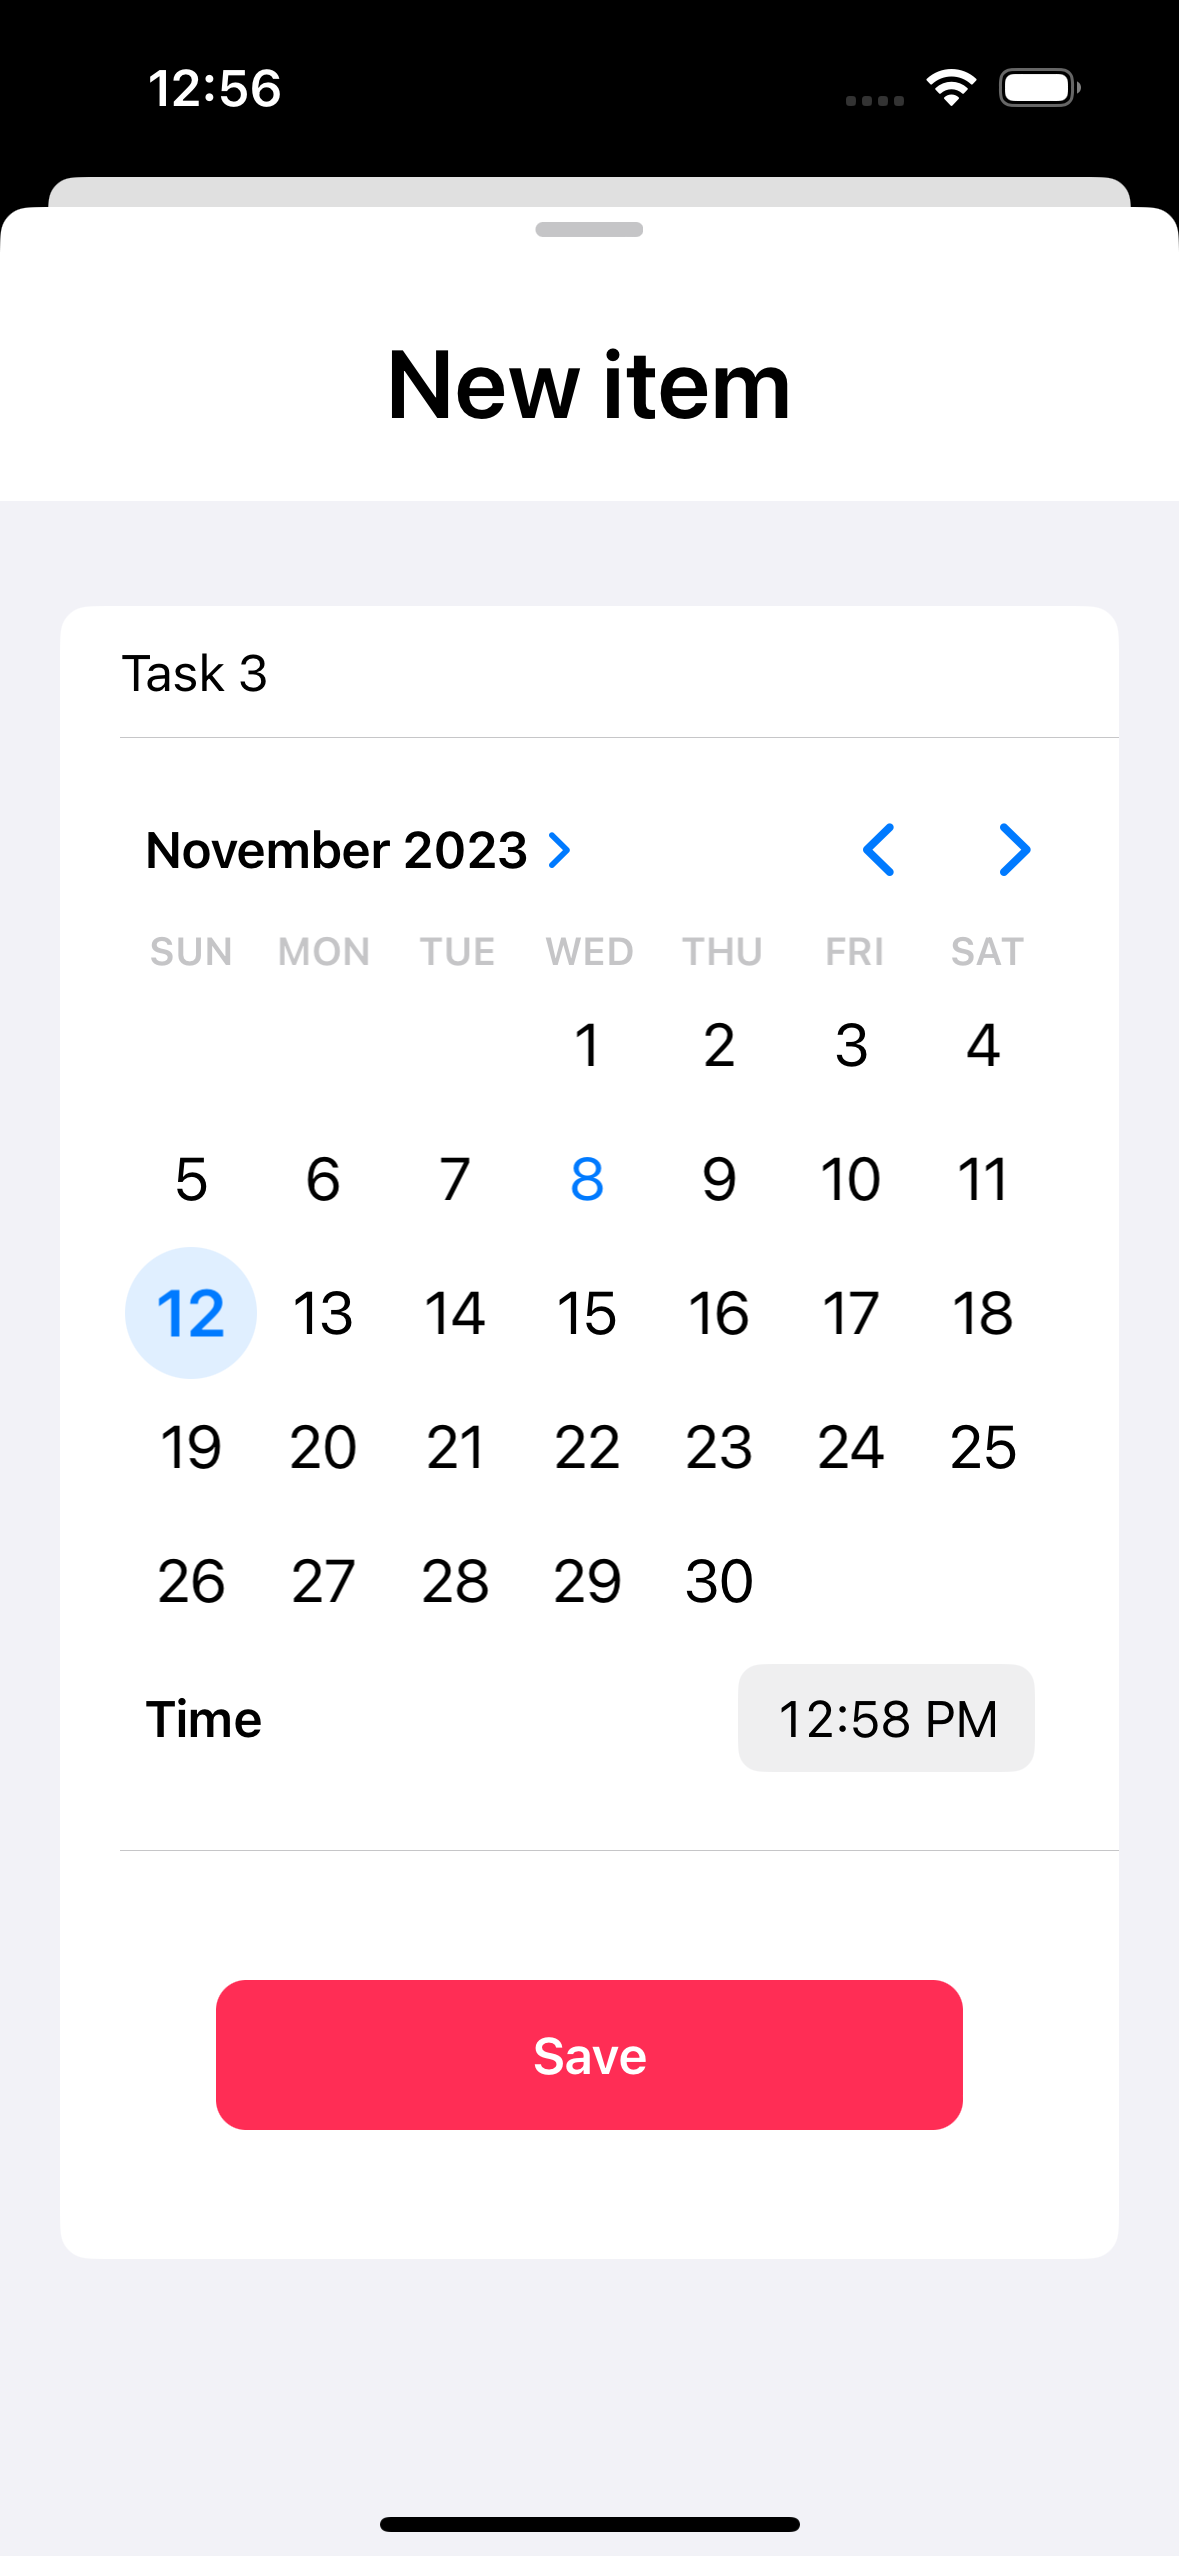 12:56
New item
Task 3
November 2023
SUN MON TUE WED THU FRI SAT
1 2 3 4
5 6 7 8 9 10 11
12 13 14 15 16 17 18
19 20 21 22 23 24 25
26 27 28 29 30
Time 12:58 PM
Save